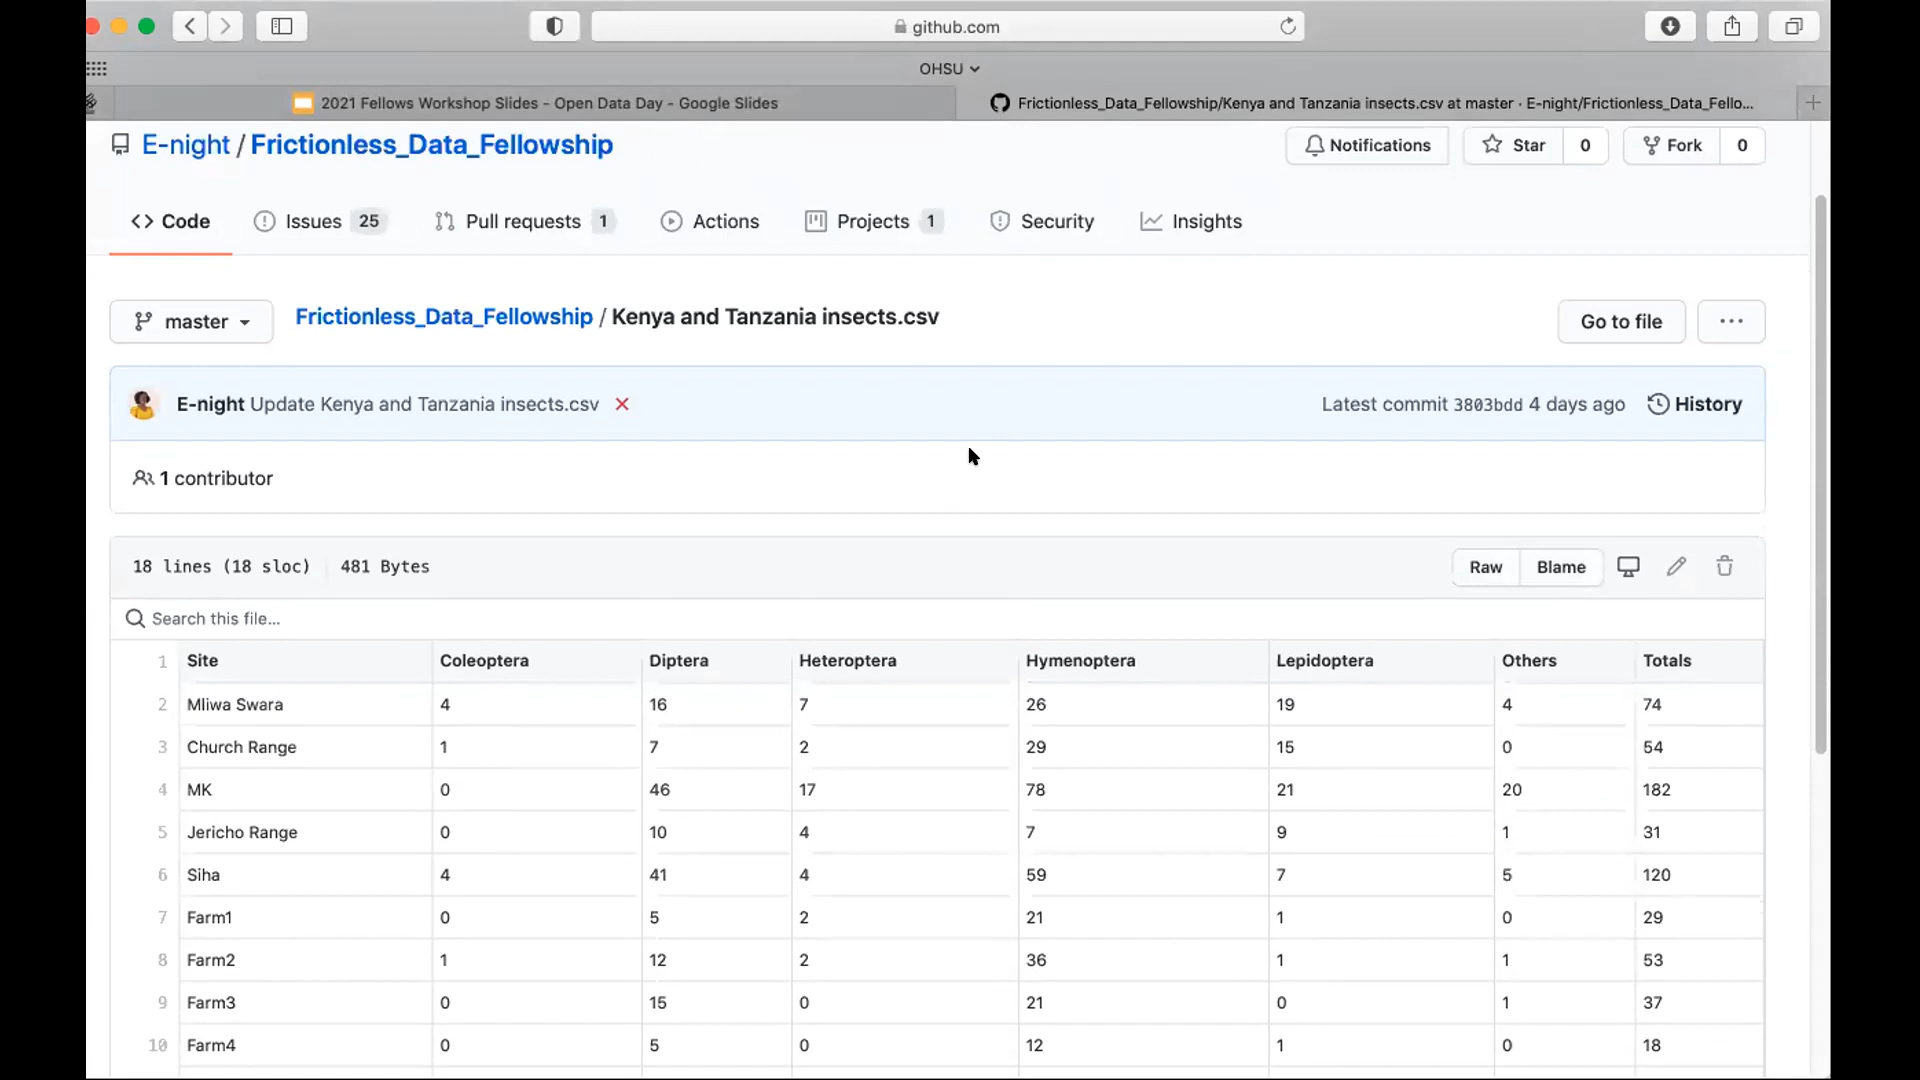 github.com
OHSU
2021 Fellows Workshop Slides - Open Data Day - Google Slides
Frictionless_Data_Fellowship/Kenya and Tanzania insects.csv at master · E-night/Frictionless_Data_Fello...
E-night / Frictionless_Data_Fellowship
Notifications
Star 0
Fork 0
Code
Issues 25
Pull requests 1
Actions
Projects 1
Security
Insights
master
Frictionless_Data_Fellowship / Kenya and Tanzania insects.csv
Go to file
E-night Update Kenya and Tanzania insects.csv
Latest commit 3803bdd 4 days ago
History
1 contributor
18 lines (18 sloc) 481 Bytes
Raw
Blame
Search this file...
1 Site Coleoptera Diptera Heteroptera Hymenoptera Lepidoptera Others Totals
2 Mliwa Swara 4 16 7 26 19 4 74
3 Church Range 1 7 2 29 15 0 54
4 MK 0 46 17 78 21 20 182
5 Jericho Range 0 10 4 7 9 1 31
6 Siha 4 41 4 59 7 5 120
7 Farm1 0 5 2 21 1 0 29
8 Farm2 1 12 2 36 1 1 53
9 Farm3 0 15 0 21 0 1 37
10 Farm4 0 5 0 12 1 0 18